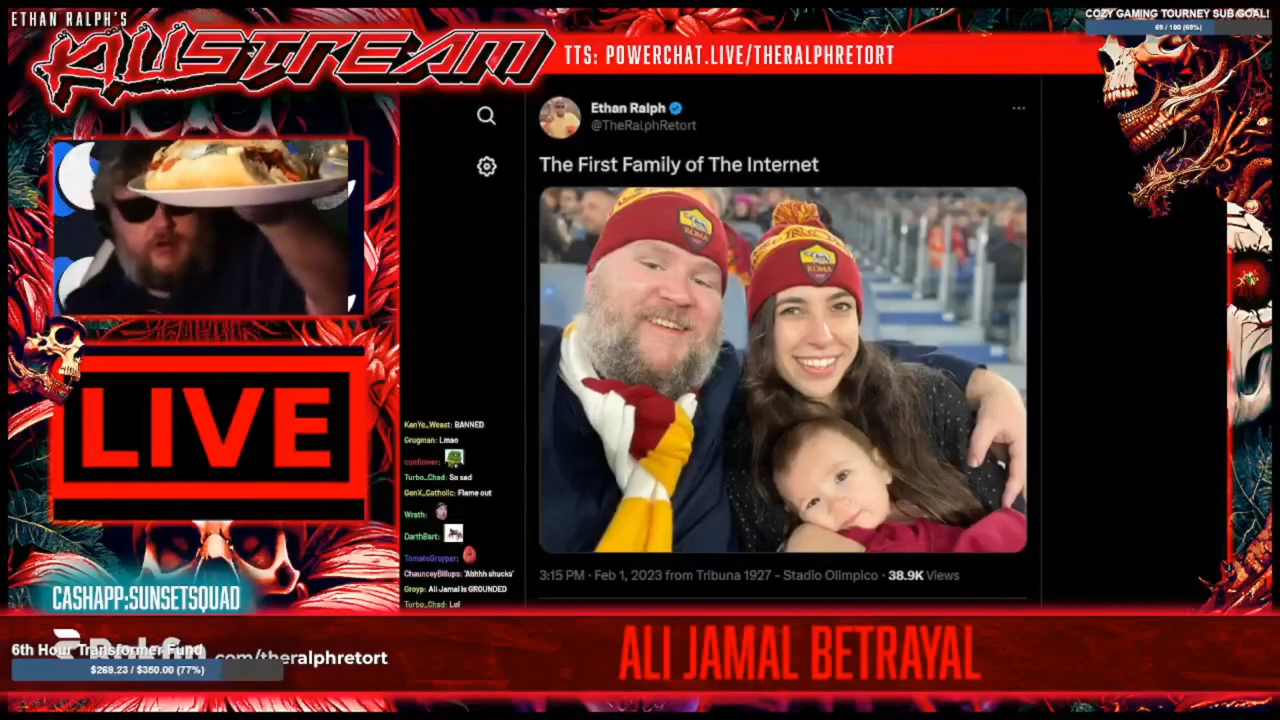 ETHAN RALPH'S
KILLSTREAM
TTS: POWERCHAT.LIVE/THERALPHRETORT
COZY GAMING TOURNEY SUB GOAL!
69 / 100 (69%)
Ethan Ralph
@TheRalphRetort
The First Family of The Internet
ROMA
ROMA
3:15 PM · Feb 1, 2023 from Tribuna 1927 - Stadio Olimpico · 38.9K Views
LIVE
KanYe_Weast: BANNED
Grugman: Lmao
cornflower:
Turbo_Chad: So sad
GenX_Catholic: Flame out
Wrath:
DarthBart:
TomatoGroyper:
ChaunceyBillups: 'Ahhhh shucks'
Groyp: Ali Jamal is GROUNDED
Turbo_Chad: Lol
CASHAPP:SUNSETSQUAD
6th Hour Transformer Fund
.com/theralphretort
$269.23 / $350.00 (77%)
ALI JAMAL BETRAYAL